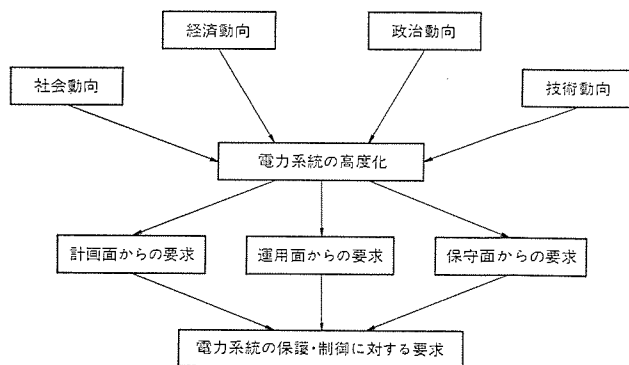 経済動向
政治動向
社会動向
技術動向
電力系統の高度化
計画面からの要求
運用面からの要求
保守面からの要求
電力系統の保護・制御に対する要求